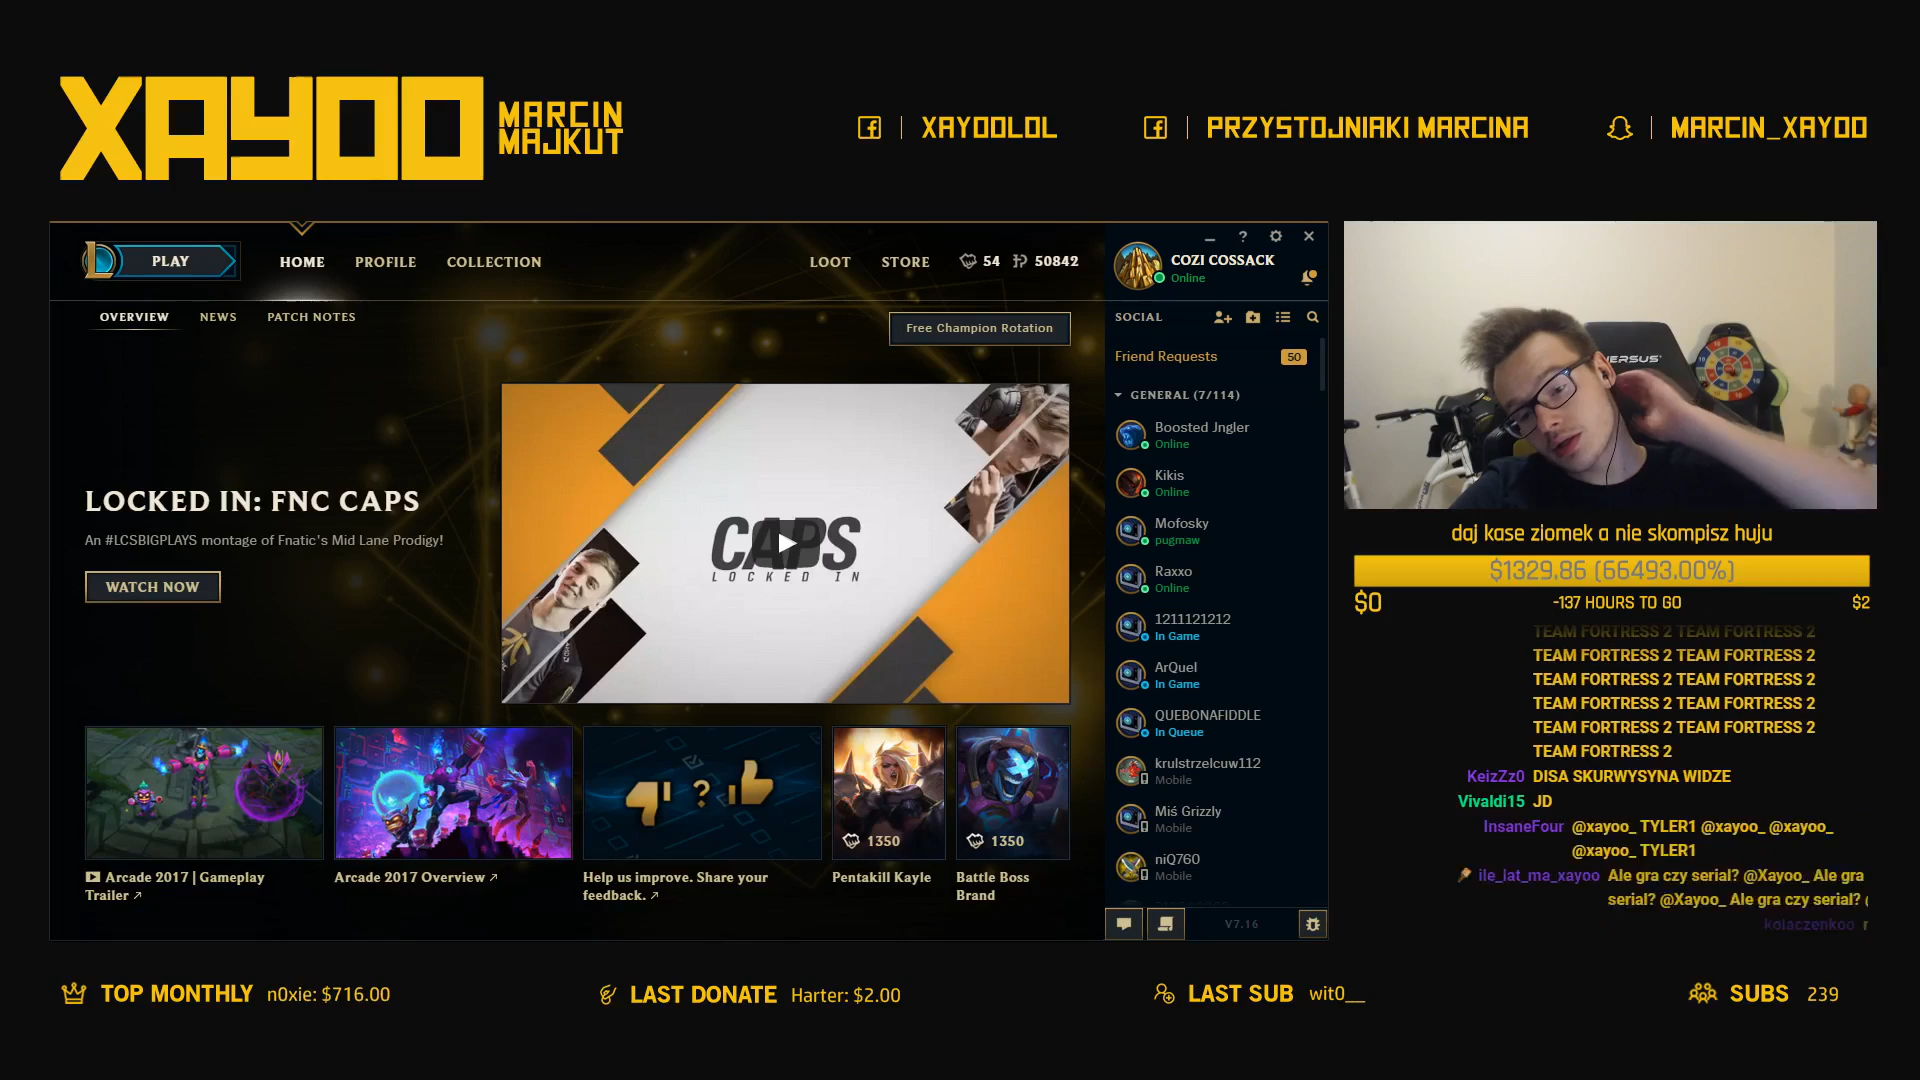 XAYOO
MARCIN
MAJKUT
XAYOOLOL
PRZYSTOJNIAKI MARCINA
MARCIN_XAYOO
PLAY
HOME
PROFILE
COLLECTION
LOOT
STORE
54
50842
COZI COSSACK
Online
OVERVIEW
NEWS
PATCH NOTES
Free Champion Rotation
SOCIAL
Friend Requests
50
GENERAL (7/114)
Boosted Jngler
Online
Kikis
Online
Mofosky
pugmaw
Raxxo
Online
1211121212
In Game
ArQuel
In Game
QUEBONAFIDDLE
In Queue
krulstrzelcuw112
Mobile
Miś Grizzly
Mobile
niQ760
Mobile
V7.16
LOCKED IN: FNC CAPS
An #LCSBIGPLAYS montage of Fnatic's Mid Lane Prodigy!
WATCH NOW
CAPS
LOCKED IN
?
1350
1350
Arcade 2017 | Gameplay
Trailer
Arcade 2017 Overview
Help us improve. Share your
feedback.
Pentakill Kayle
Battle Boss
Brand
ERSUS
daj kase ziomek a nie skompisz huju
$1329.86 (66493.00%)
$0
-137 HOURS TO GO
$2
TEAM FORTRESS 2 TEAM FORTRESS 2
TEAM FORTRESS 2 TEAM FORTRESS 2
TEAM FORTRESS 2 TEAM FORTRESS 2
TEAM FORTRESS 2 TEAM FORTRESS 2
TEAM FORTRESS 2 TEAM FORTRESS 2
TEAM FORTRESS 2
KeizZz0 DISA SKURWYSYNA WIDZE
Vivaldi15 JD
InsaneFour @xayoo_ TYLER1 @xayoo_ @xayoo_
@xayoo_ TYLER1
ile_lat_ma_xayoo Ale gra czy serial? @Xayoo_ Ale gra
serial? @Xayoo_ Ale gra czy serial?
kolaczenkoo
TOP MONTHLY n0xie: $716.00
LAST DONATE Harter: $2.00
LAST SUB wit0__
SUBS 239